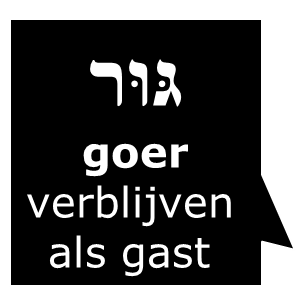 גּוּר
goer
verblijven
als gast